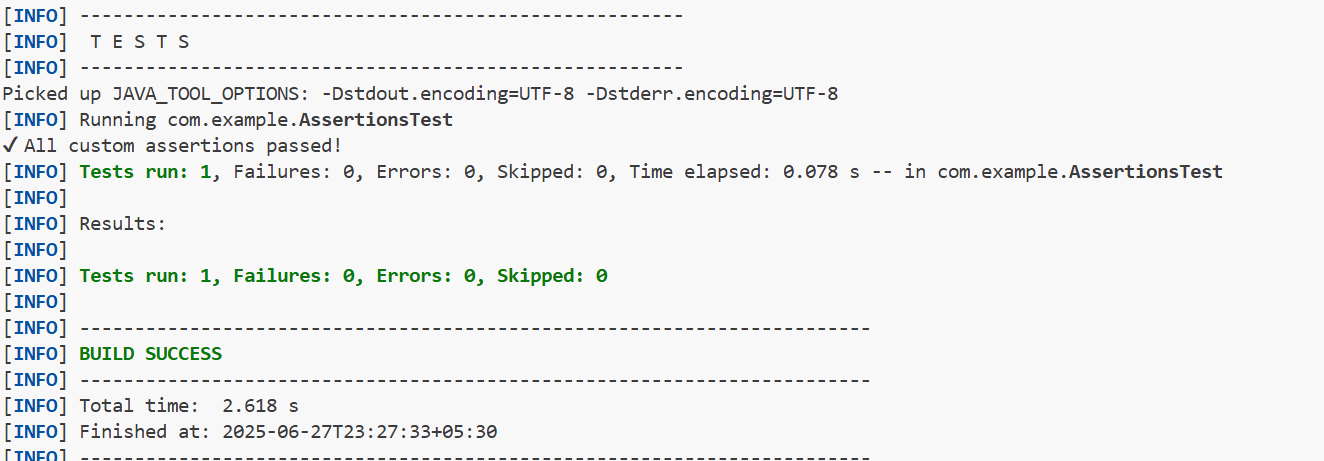 [INFO] -------------------------------------------------------
[INFO]  T E S T S
[INFO] -------------------------------------------------------
Picked up JAVA_TOOL_OPTIONS: -Dstdout.encoding=UTF-8 -Dstderr.encoding=UTF-8
[INFO] Running com.example.AssertionsTest
✔ All custom assertions passed!
[INFO] Tests run: 1, Failures: 0, Errors: 0, Skipped: 0, Time elapsed: 0.078 s -- in com.example.AssertionsTest
[INFO]
[INFO] Results:
[INFO]
[INFO] Tests run: 1, Failures: 0, Errors: 0, Skipped: 0
[INFO]
[INFO] ------------------------------------------------------------------------
[INFO] BUILD SUCCESS
[INFO] ------------------------------------------------------------------------
[INFO] Total time:  2.618 s
[INFO] Finished at: 2025-06-27T23:27:33+05:30
[INFO] ------------------------------------------------------------------------